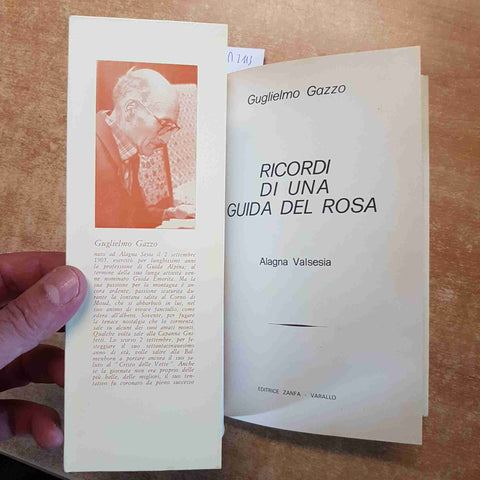 Guglielmo Gazzo
nato ad Alagna Sesia il 2 settembre
1903, esercitò per lunghissimi anni
la professione di Guida Alpina; al
termine della sua lunga attività ven-
ne nominato Guida Emerita. Ma la
sua passione per la montagna è an-
cora ardente; passione scaturita du-
rante la lontana salita al Corno di
Moud, che si abbarbicò in lui, nel
suo animo di vivace fanciullo, come
edera all'albero. Sovente, per fugare
la tenace nostalgia che lo tormenta,
sale su alcuni dei suoi amati monti.
Qualche volta sale alla Capanna Gni-
fetti. Lo scorso 2 settembre, per fe-
steggiare il suo settantacinquesimo
anno di età, volle salire alla Bal-
menhorn a portare ancora il suo sa-
luto al "Cristo delle Vette". Anche
se la giornata non era proprio delle
più belle, delle migliori, il suo ten-
tativo fu coronato da pieno successo
Guglielmo Gazzo
RICORDI
DI UNA
GUIDA DEL ROSA
Alagna Valsesia
EDITRICE ZANFA - VARALLO